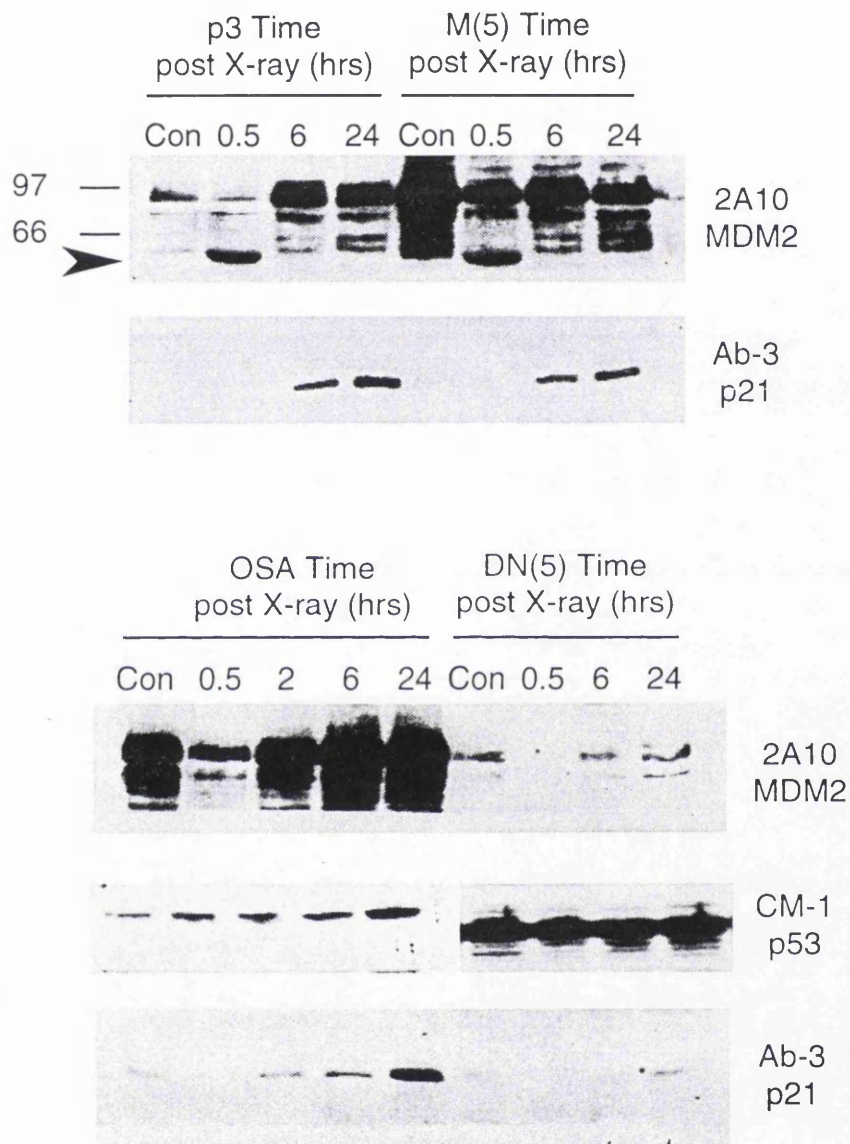 p3 Time
post X-ray (hrs)
M(5) Time
post X-ray (hrs)
Con 0.5 6 24 Con 0.5 6 24
97
66
2A10
MDM2
Ab-3
p21
OSA Time
post X-ray (hrs)
DN(5) Time
post X-ray (hrs)
Con 0.5 2 6 24 Con 0.5 6 24
2A10
MDM2
CM-1
p53
Ab-3
p21